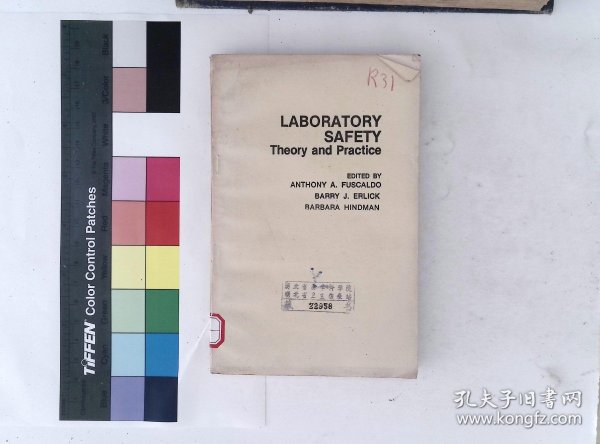 R31
LABORATORY
SAFETY
Theory and Practice
EDITED BY
ANTHONY A. FUSCALDO
BARRY J. ERLICK
BARBARA HINDMAN
22958
TIFFEN® Color Control Patches
Blue
Cyan
Green
Yellow
Red
Magenta
White
3/Color
Black
孔夫子旧书网
www.kongfz.com